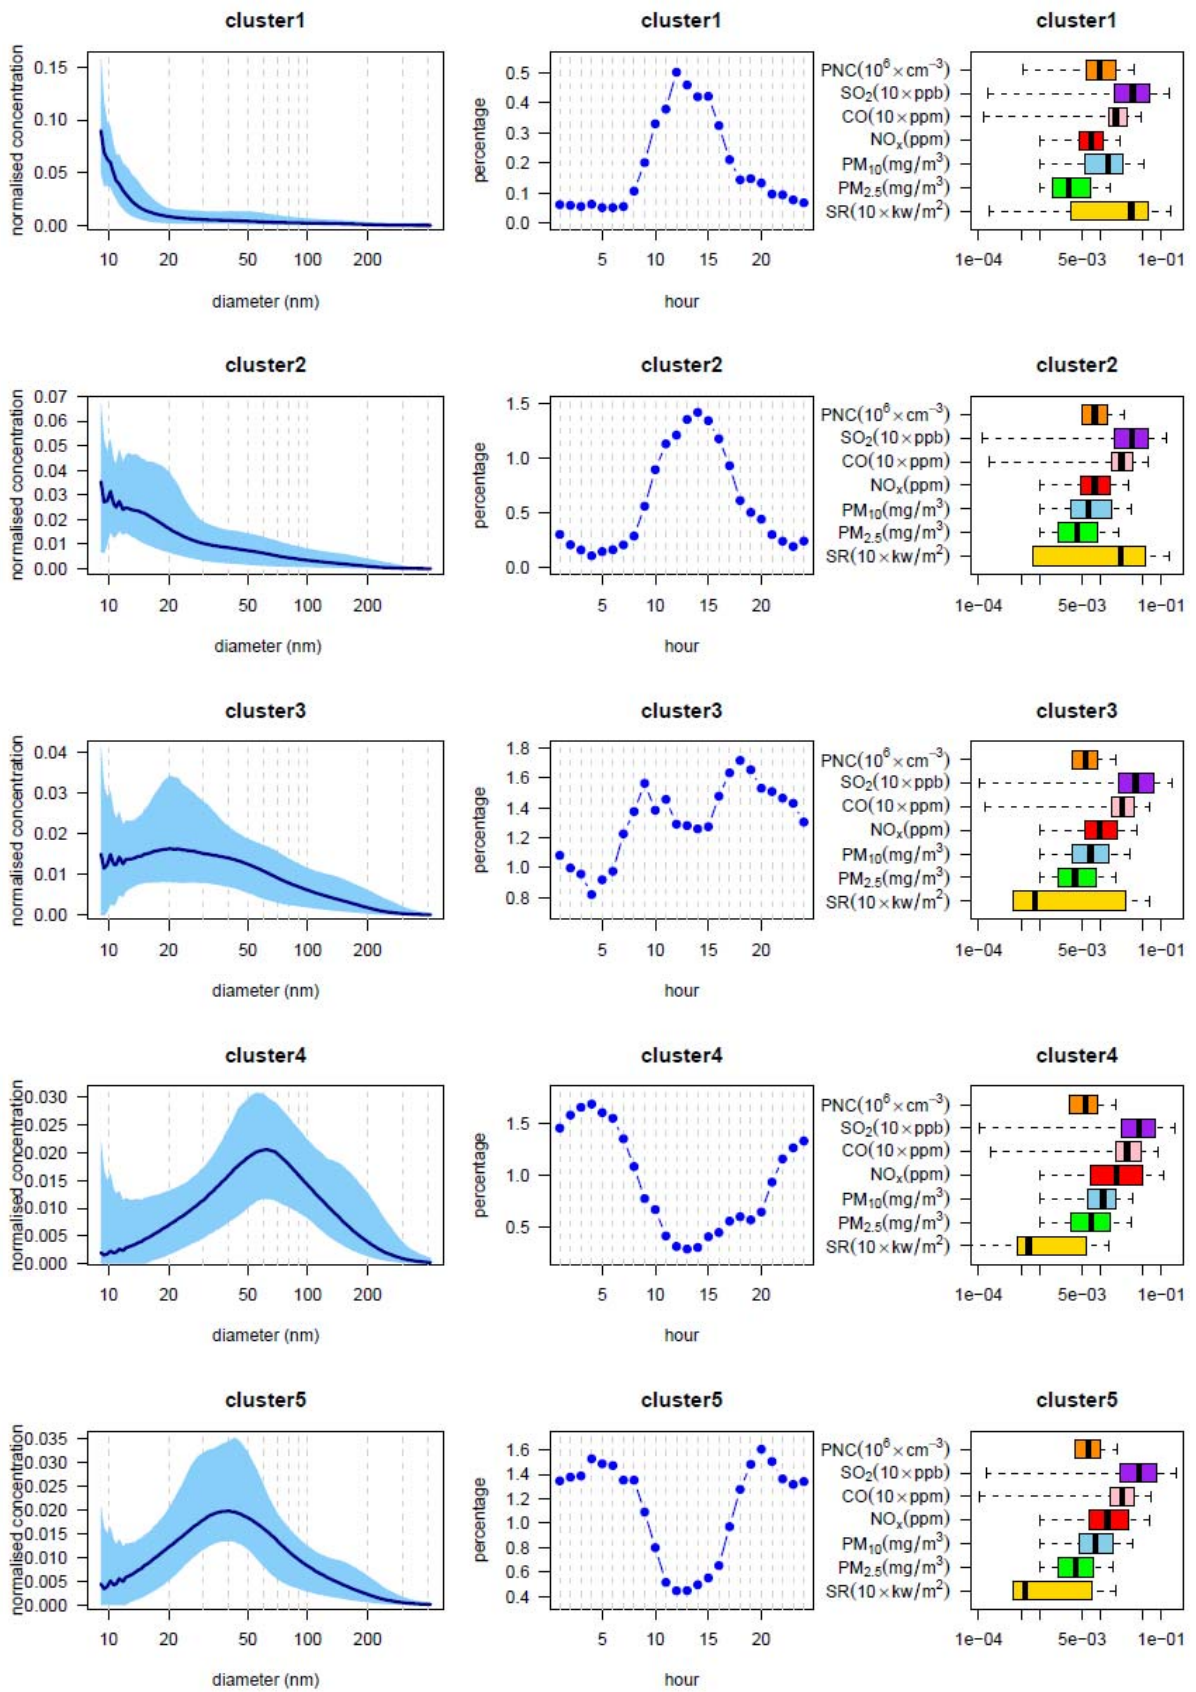 cluster1 cluster1 cluster1
normalised concentration
0.15
0.10
0.05
0.00
10 20 50 100 200
diameter (nm)
percentage
0.5
0.4
0.3
0.2
0.1
0.0
5 10 15 20
hour
PNC(10⁶×cm⁻³)
SO₂(10×ppb)
CO(10×ppm)
NOₓ(ppm)
PM₁₀(mg/m³)
PM₂.₅(mg/m³)
SR(10×kw/m²)
1e−04 5e−03 1e−01
cluster2 cluster2 cluster2
normalised concentration
0.07
0.06
0.05
0.04
0.03
0.02
0.01
0.00
10 20 50 100 200
diameter (nm)
percentage
1.5
1.0
0.5
0.0
5 10 15 20
hour
PNC(10⁶×cm⁻³)
SO₂(10×ppb)
CO(10×ppm)
NOₓ(ppm)
PM₁₀(mg/m³)
PM₂.₅(mg/m³)
SR(10×kw/m²)
1e−04 5e−03 1e−01
cluster3 cluster3 cluster3
normalised concentration
0.04
0.03
0.02
0.01
0.00
10 20 50 100 200
diameter (nm)
percentage
1.8
1.6
1.4
1.2
1.0
0.8
5 10 15 20
hour
PNC(10⁶×cm⁻³)
SO₂(10×ppb)
CO(10×ppm)
NOₓ(ppm)
PM₁₀(mg/m³)
PM₂.₅(mg/m³)
SR(10×kw/m²)
1e−04 5e−03 1e−01
cluster4 cluster4 cluster4
normalised concentration
0.030
0.025
0.020
0.015
0.010
0.005
0.000
10 20 50 100 200
diameter (nm)
percentage
1.5
1.0
0.5
5 10 15 20
hour
PNC(10⁶×cm⁻³)
SO₂(10×ppb)
CO(10×ppm)
NOₓ(ppm)
PM₁₀(mg/m³)
PM₂.₅(mg/m³)
SR(10×kw/m²)
1e−04 5e−03 1e−01
cluster5 cluster5 cluster5
normalised concentration
0.035
0.030
0.025
0.020
0.015
0.010
0.005
0.000
10 20 50 100 200
diameter (nm)
percentage
1.6
1.4
1.2
1.0
0.8
0.6
0.4
5 10 15 20
hour
PNC(10⁶×cm⁻³)
SO₂(10×ppb)
CO(10×ppm)
NOₓ(ppm)
PM₁₀(mg/m³)
PM₂.₅(mg/m³)
SR(10×kw/m²)
1e−04 5e−03 1e−01